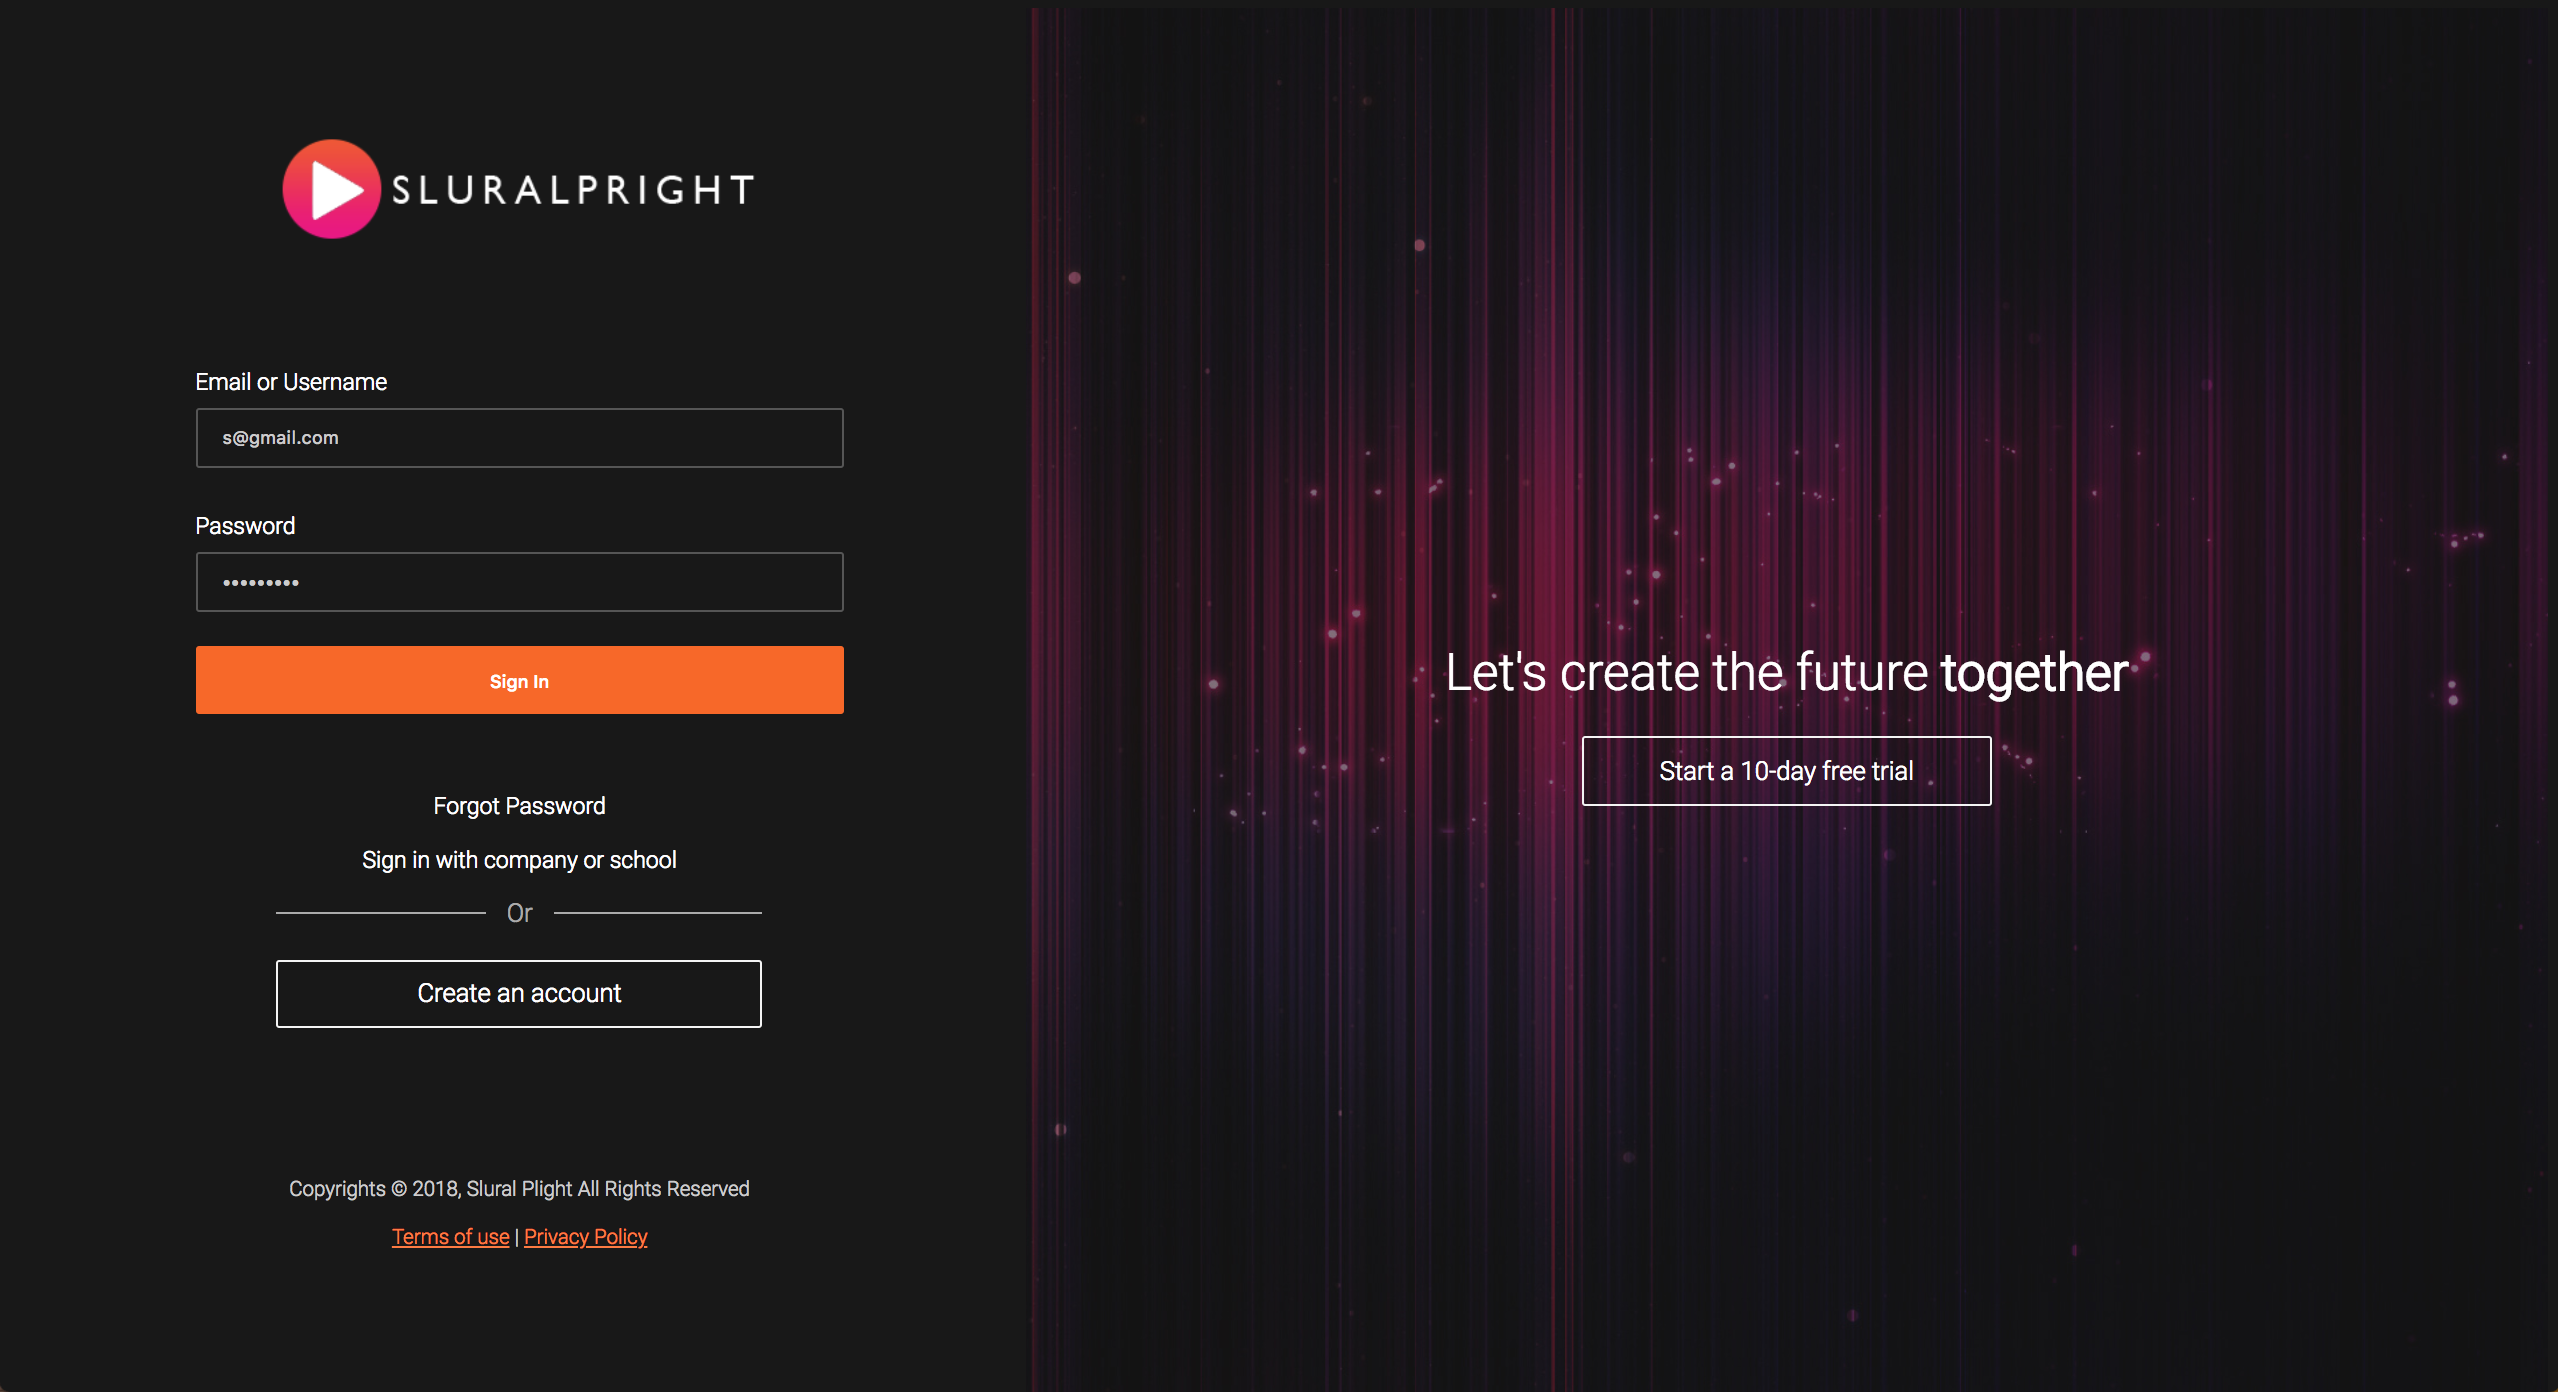 SLURALPRIGHT
Email or Username
s@gmail.com
Password
•••••••••
Sign In
Forgot Password
Sign in with company or school
Or
Create an account
Copyrights © 2018, Slural Plight All Rights Reserved
Terms of use | Privacy Policy
Let's create the future together
Start a 10-day free trial